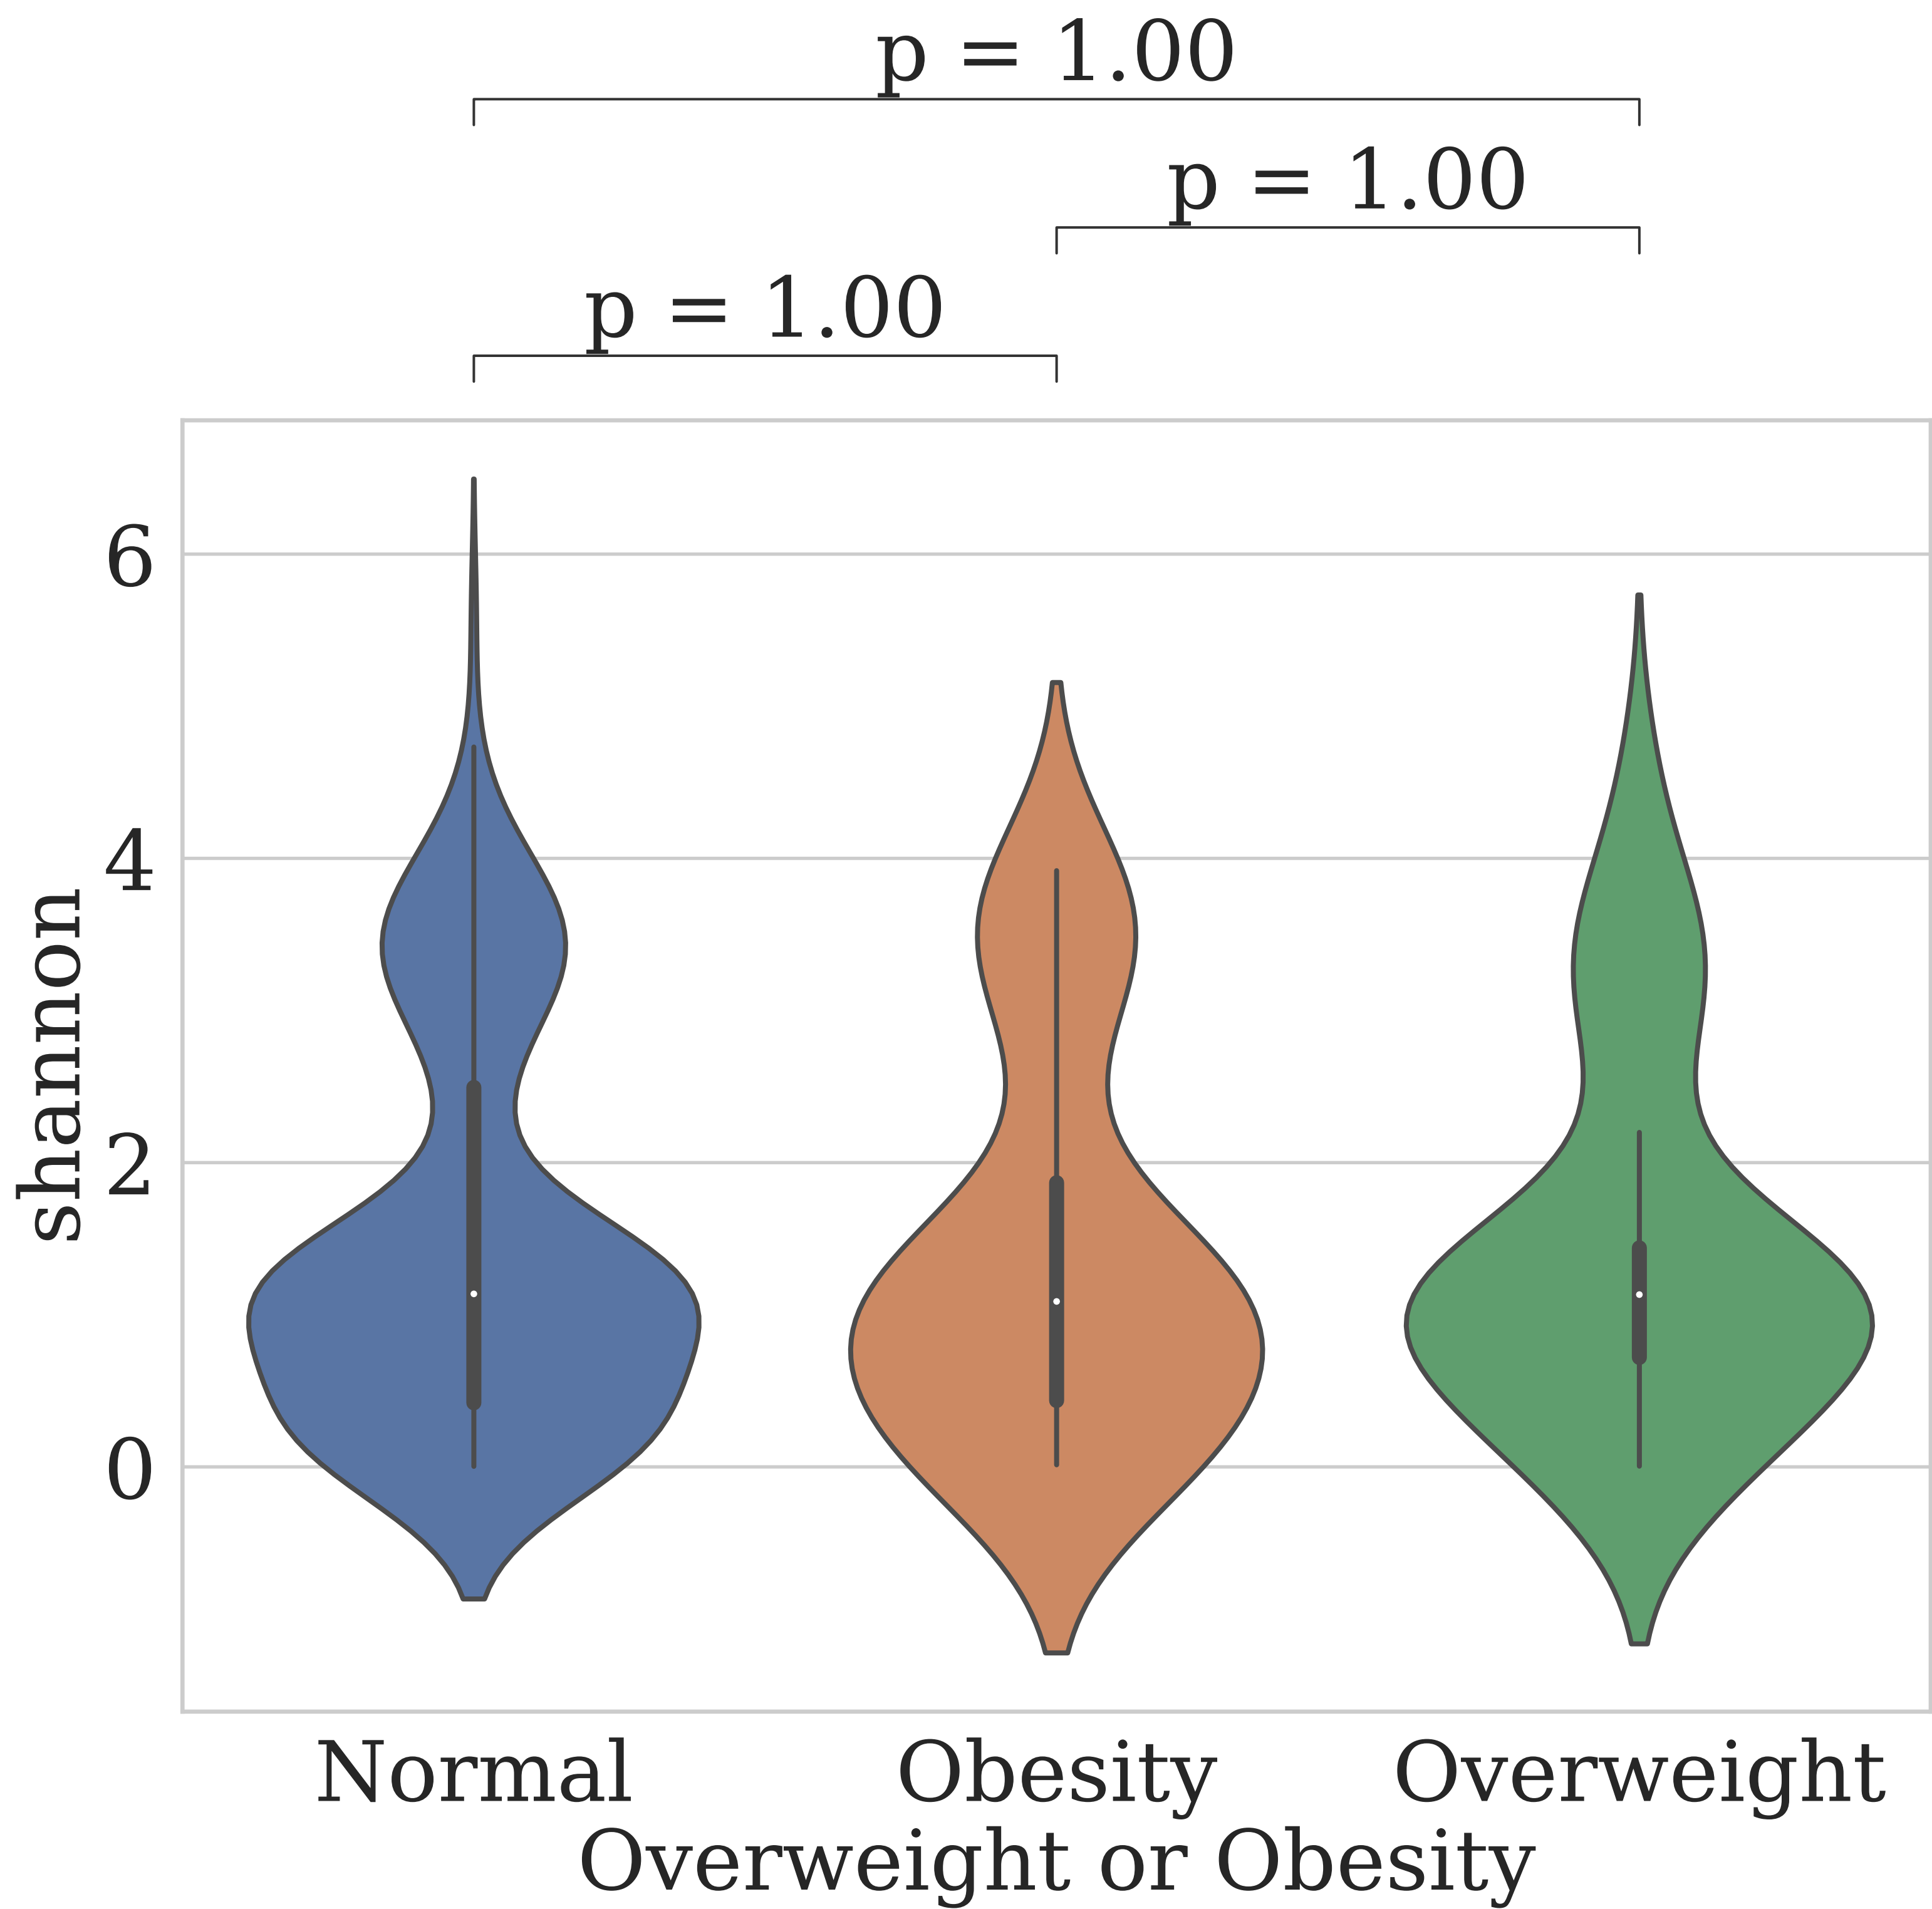 p = 1.00
p = 1.00
p = 1.00
6
4
2
0
shannon
Normal
Obesity
Overweight
Overweight or Obesity